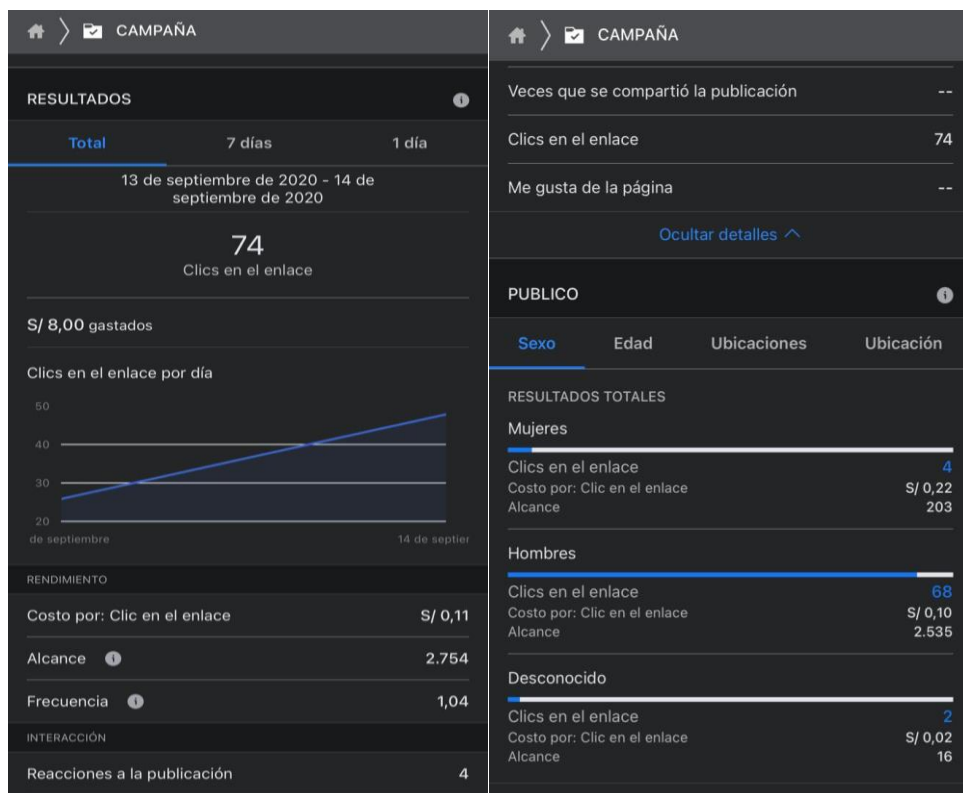 CAMPAÑA
RESULTADOS
Total 7 días 1 día
13 de septiembre de 2020 - 14 de
septiembre de 2020
74
Clics en el enlace
S/ 8,00 gastados
Clics en el enlace por día
50
40
30
20
de septiembre 14 de septier
RENDIMIENTO
Costo por: Clic en el enlace S/ 0,11
Alcance 2.754
Frecuencia 1,04
INTERACCIÓN
Reacciones a la publicación 4
CAMPAÑA
Veces que se compartió la publicación --
Clics en el enlace 74
Me gusta de la página --
Ocultar detalles
PUBLICO
Sexo Edad Ubicaciones Ubicación
RESULTADOS TOTALES
Mujeres
Clics en el enlace 4
Costo por: Clic en el enlace S/ 0,22
Alcance 203
Hombres
Clics en el enlace 68
Costo por: Clic en el enlace S/ 0,10
Alcance 2.535
Desconocido
Clics en el enlace 2
Costo por: Clic en el enlace S/ 0,02
Alcance 16